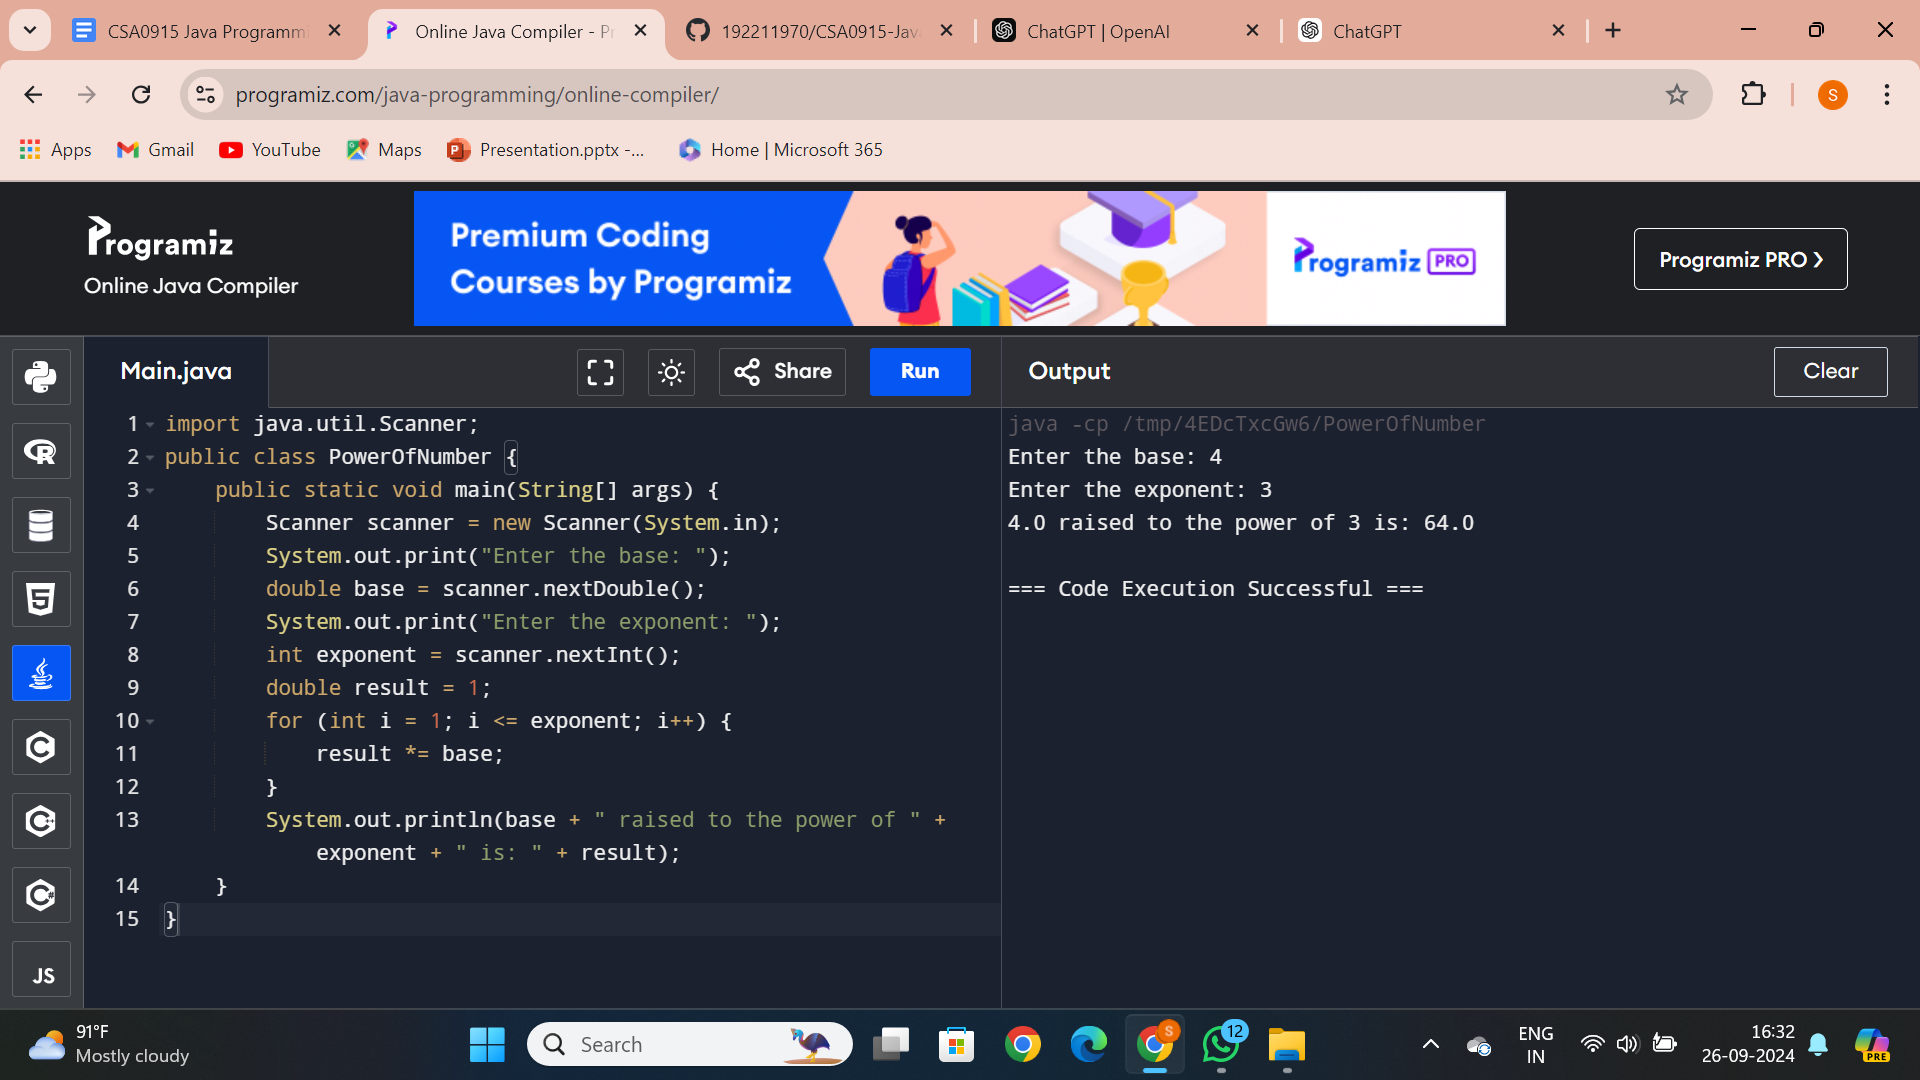 CSA0915 Java Programmi
Online Java Compiler - Pr
192211970/CSA0915-Java
ChatGPT | OpenAI
ChatGPT
programiz.com/java-programming/online-compiler/
S
Apps
Gmail
YouTube
Maps
Presentation.pptx -...
Home | Microsoft 365
Programiz
Online Java Compiler
Premium Coding
Courses by Programiz
Programiz PRO
Programiz PRO ❯
Main.java
Share
Run
Output
Clear
1 import java.util.Scanner;
2 public class PowerOfNumber {
3 public static void main(String[] args) {
4 Scanner scanner = new Scanner(System.in);
5 System.out.print("Enter the base: ");
6 double base = scanner.nextDouble();
7 System.out.print("Enter the exponent: ");
8 int exponent = scanner.nextInt();
9 double result = 1;
10 for (int i = 1; i <= exponent; i++) {
11 result *= base;
12 }
13 System.out.println(base + " raised to the power of " +
exponent + " is: " + result);
14 }
15 }
java -cp /tmp/4EDcTxcGw6/PowerOfNumber
Enter the base: 4
Enter the exponent: 3
4.0 raised to the power of 3 is: 64.0
=== Code Execution Successful ===
R
5
C
C++
C#
JS
91°F
Mostly cloudy
Search
S
12
ENG
IN
16:32
26-09-2024
PRE